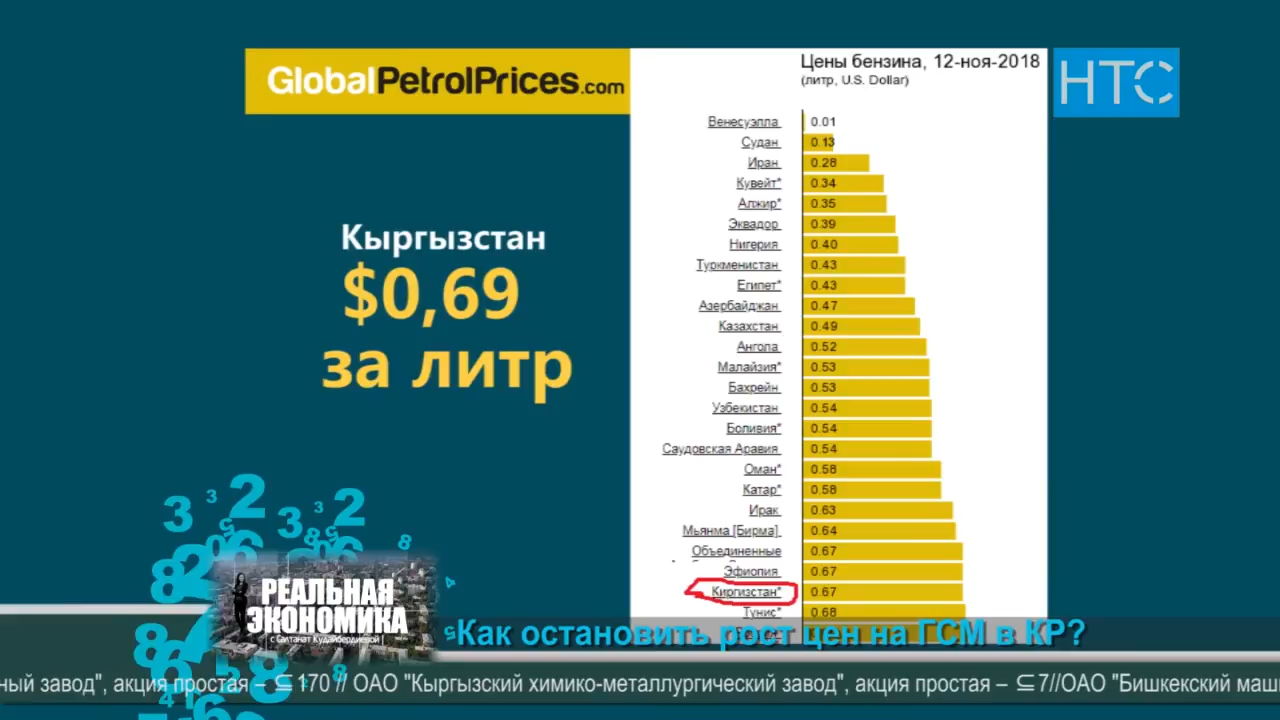 GlobalPetrolPrices.com
Цены бензина, 12-ноя-2018
(литр, U.S. Dollar)
НТС
Кыргызстан
$0,69
за литр
Венесуэлла 0.01
Судан 0.13
Иран 0.28
Кувейт* 0.34
Алжир* 0.35
Эквадор 0.39
Нигерия 0.40
Туркменистан 0.43
Египет* 0.43
Азербайджан 0.47
Казахстан 0.49
Ангола 0.52
Малайзия* 0.53
Бахрейн 0.53
Узбекистан 0.54
Боливия* 0.54
Саудовская Аравия 0.54
Оман* 0.58
Катар* 0.58
Ирак 0.63
Мьянма [Бирма] 0.64
Объединенные 0.67
Эфиопия 0.67
Киргизстан* 0.67
Тунис* 0.68
РЕАЛЬНАЯ
ЭКОНОМИКА
с Салтанат Кудайбердиевой
Как остановить рост цен на ГСМ в КР?
ный завод", акция простая – ⊆170 // ОАО "Кыргызский химико-металлургический завод", акция простая – ⊆7//ОАО "Бишкекский маш